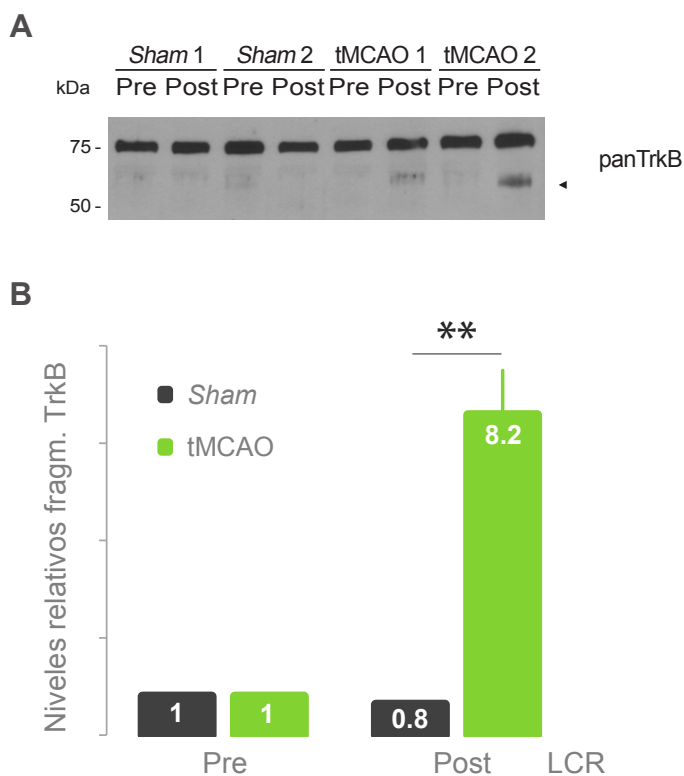 A
Sham 1 Sham 2 tMCAO 1 tMCAO 2
kDa Pre Post Pre Post Pre Post Pre Post
75 -
panTrkB
50 -
B
**
Niveles relativos fragm. TrkB
Sham
tMCAO
8.2
1 1 0.8
Pre Post LCR